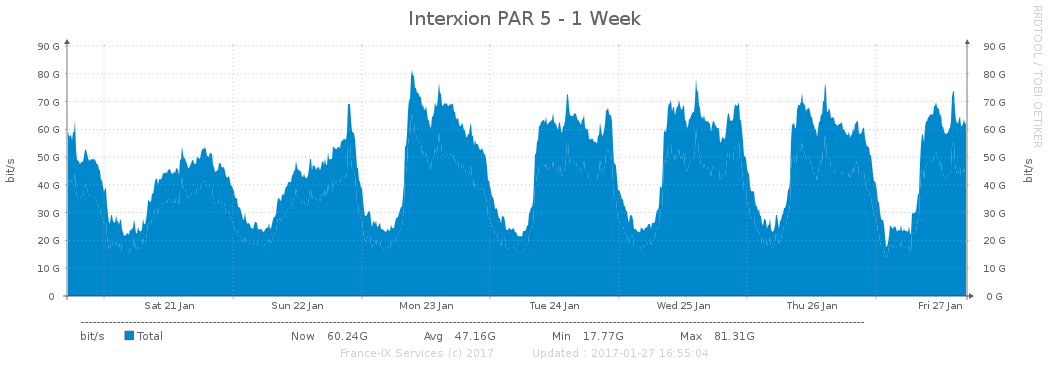 Interxion PAR 5 - 1 Week
RRDTOOL / TOBI OETIKER
90 G 90 G
80 G 80 G
70 G 70 G
60 G 60 G
50 G 50 G
bit/s bit/s
40 G 40 G
30 G 30 G
20 G 20 G
10 G 10 G
0 0 G
Sat 21 Jan Sun 22 Jan Mon 23 Jan Tue 24 Jan Wed 25 Jan Thu 26 Jan Fri 27 Jan
bit/s Total Now 60.24G Avg 47.16G Min 17.77G Max 81.31G
France-IX Services (c) 2017 Updated : 2017-01-27 16:55:04